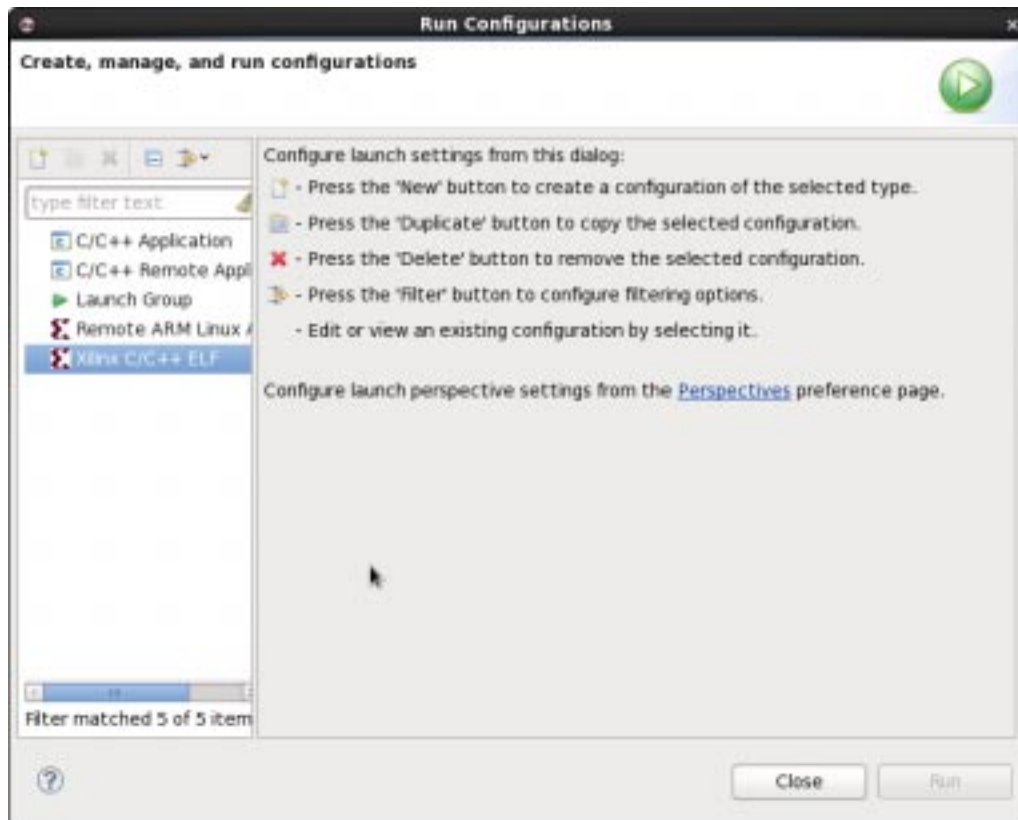 Run Configurations
Create, manage, and run configurations
type filter text
C/C++ Application
C/C++ Remote Appl
Launch Group
Remote ARM Linux A
Xilinx C/C++ ELF
Filter matched 5 of 5 item
Configure launch settings from this dialog:
- Press the 'New' button to create a configuration of the selected type.
- Press the 'Duplicate' button to copy the selected configuration.
- Press the 'Delete' button to remove the selected configuration.
- Press the 'Filter' button to configure filtering options.
- Edit or view an existing configuration by selecting it.
Configure launch perspective settings from the Perspectives preference page.
?
Close
Run